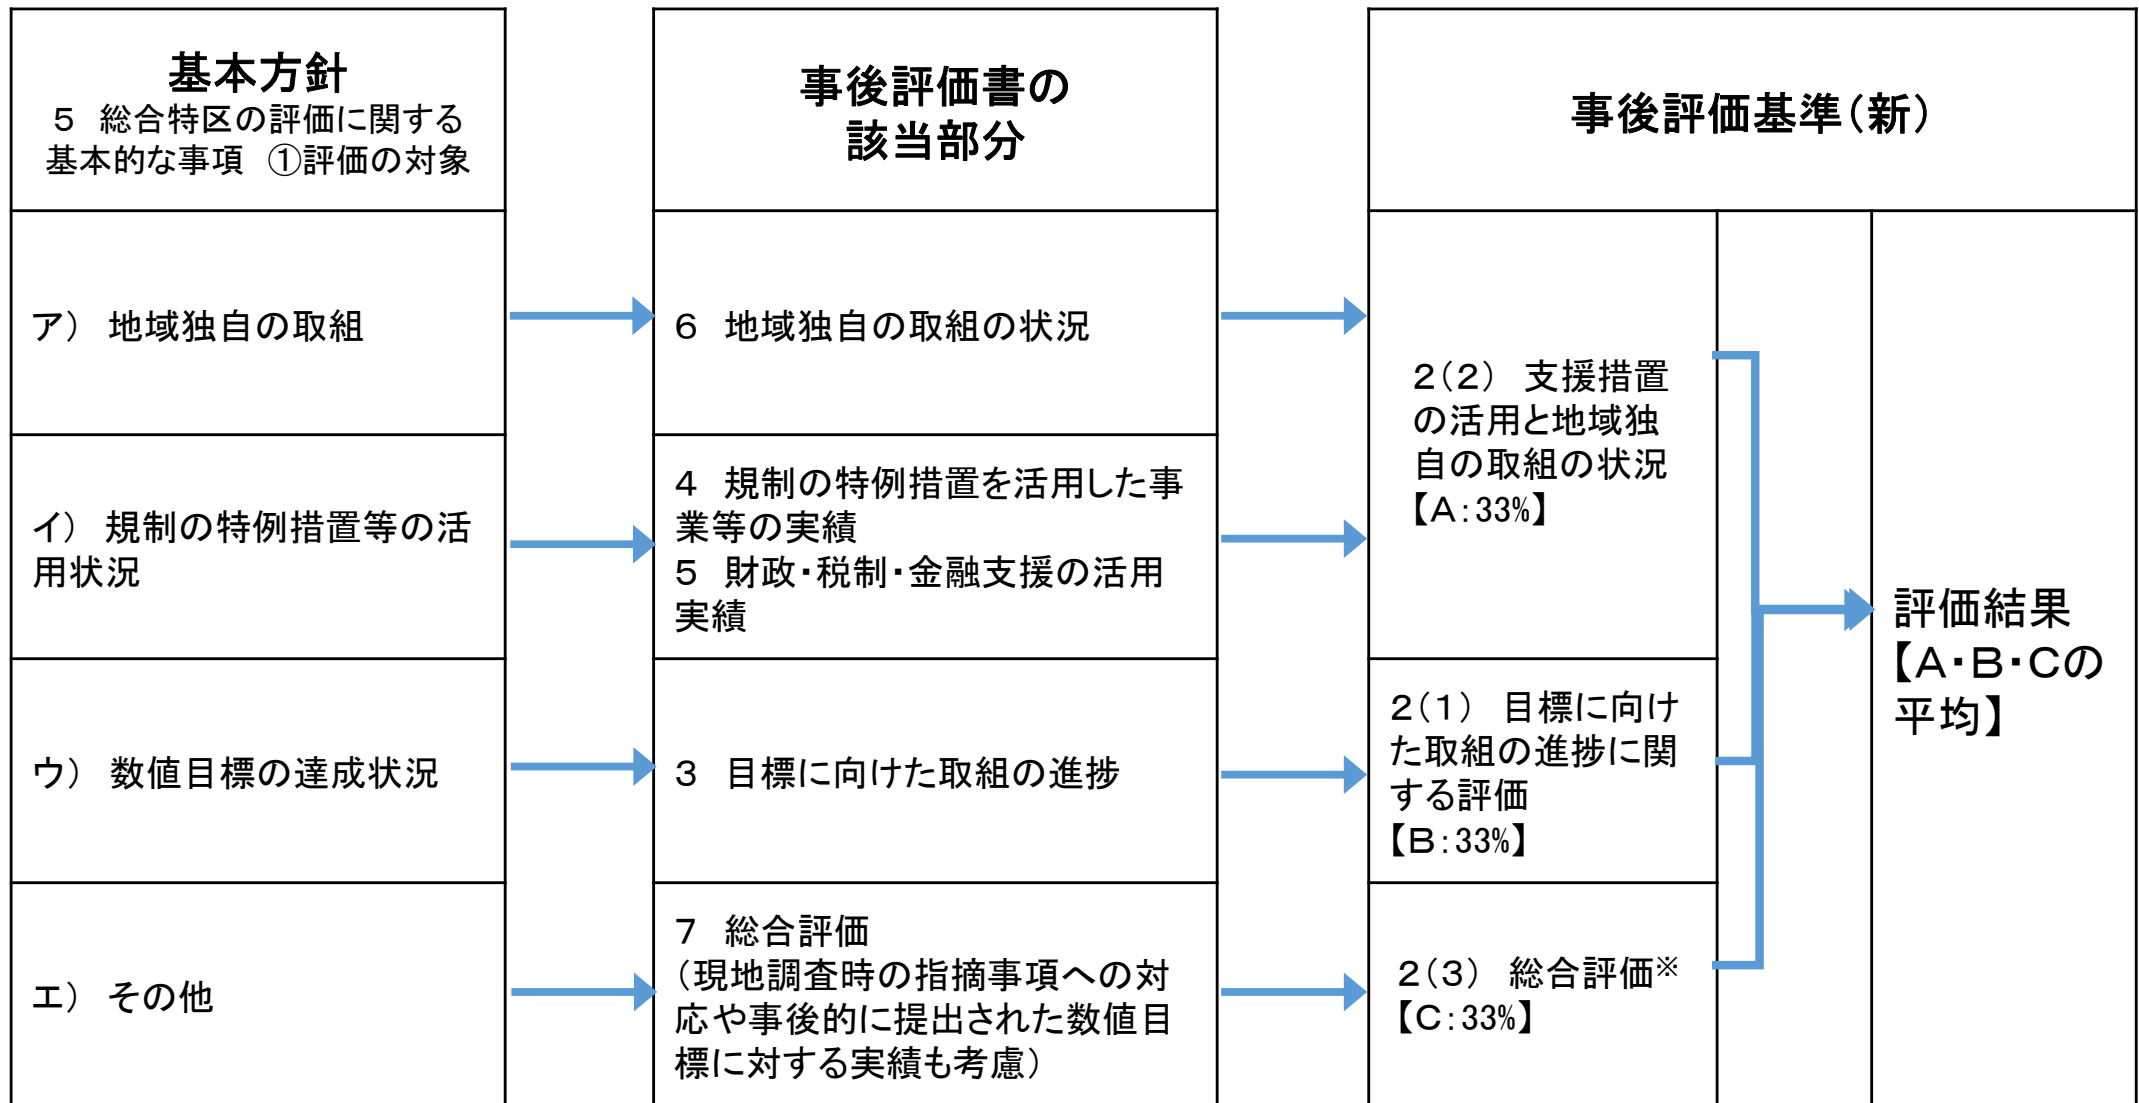 基本方針
５　総合特区の評価に関する
基本的な事項　①評価の対象
事後評価書の
該当部分
事後評価基準（新）
ア）　地域独自の取組
６　地域独自の取組の状況
２（２）　支援措置
の活用と地域独
自の取組の状況
【Ａ：33%】
イ）　規制の特例措置等の活
用状況
４　規制の特例措置を活用した事
業等の実績
５　財政・税制・金融支援の活用
実績
ウ）　数値目標の達成状況
３　目標に向けた取組の進捗
２（１）　目標に向け
た取組の進捗に関
する評価
【Ｂ：33%】
エ）　その他
７　総合評価
（現地調査時の指摘事項への対
応や事後的に提出された数値目
標に対する実績も考慮）
２（３）　総合評価※
【Ｃ：33%】
評価結果
【Ａ・Ｂ・Ｃの
平均】